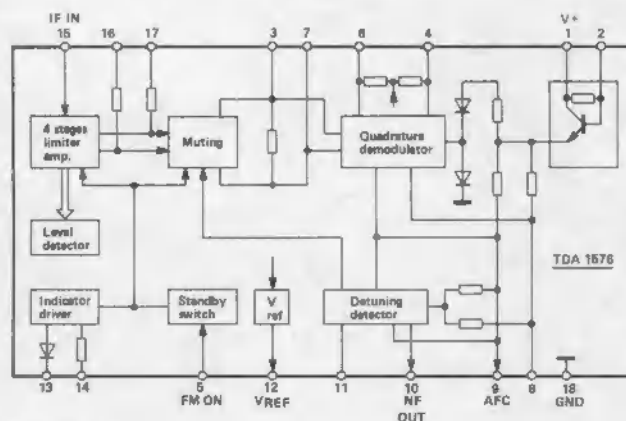 IF IN
V+
15 16 17 3 7 6 4 1 2
4 stages
limiter
amp.
Muting
Quadrature
demodulator
Level
detector
TDA 1576
Indicator
driver
Standby
switch
V
ref
Detuning
detector
13 14 5 12 11 10 9 8 18
FM ON VREF NF AFC GND
OUT